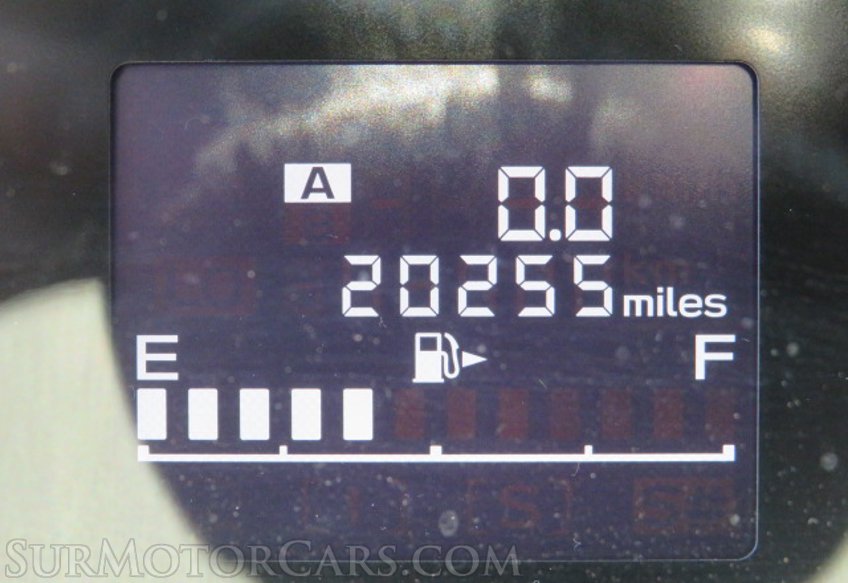 A 0.0
20255 miles
E F
SURMOTORCARS.COM